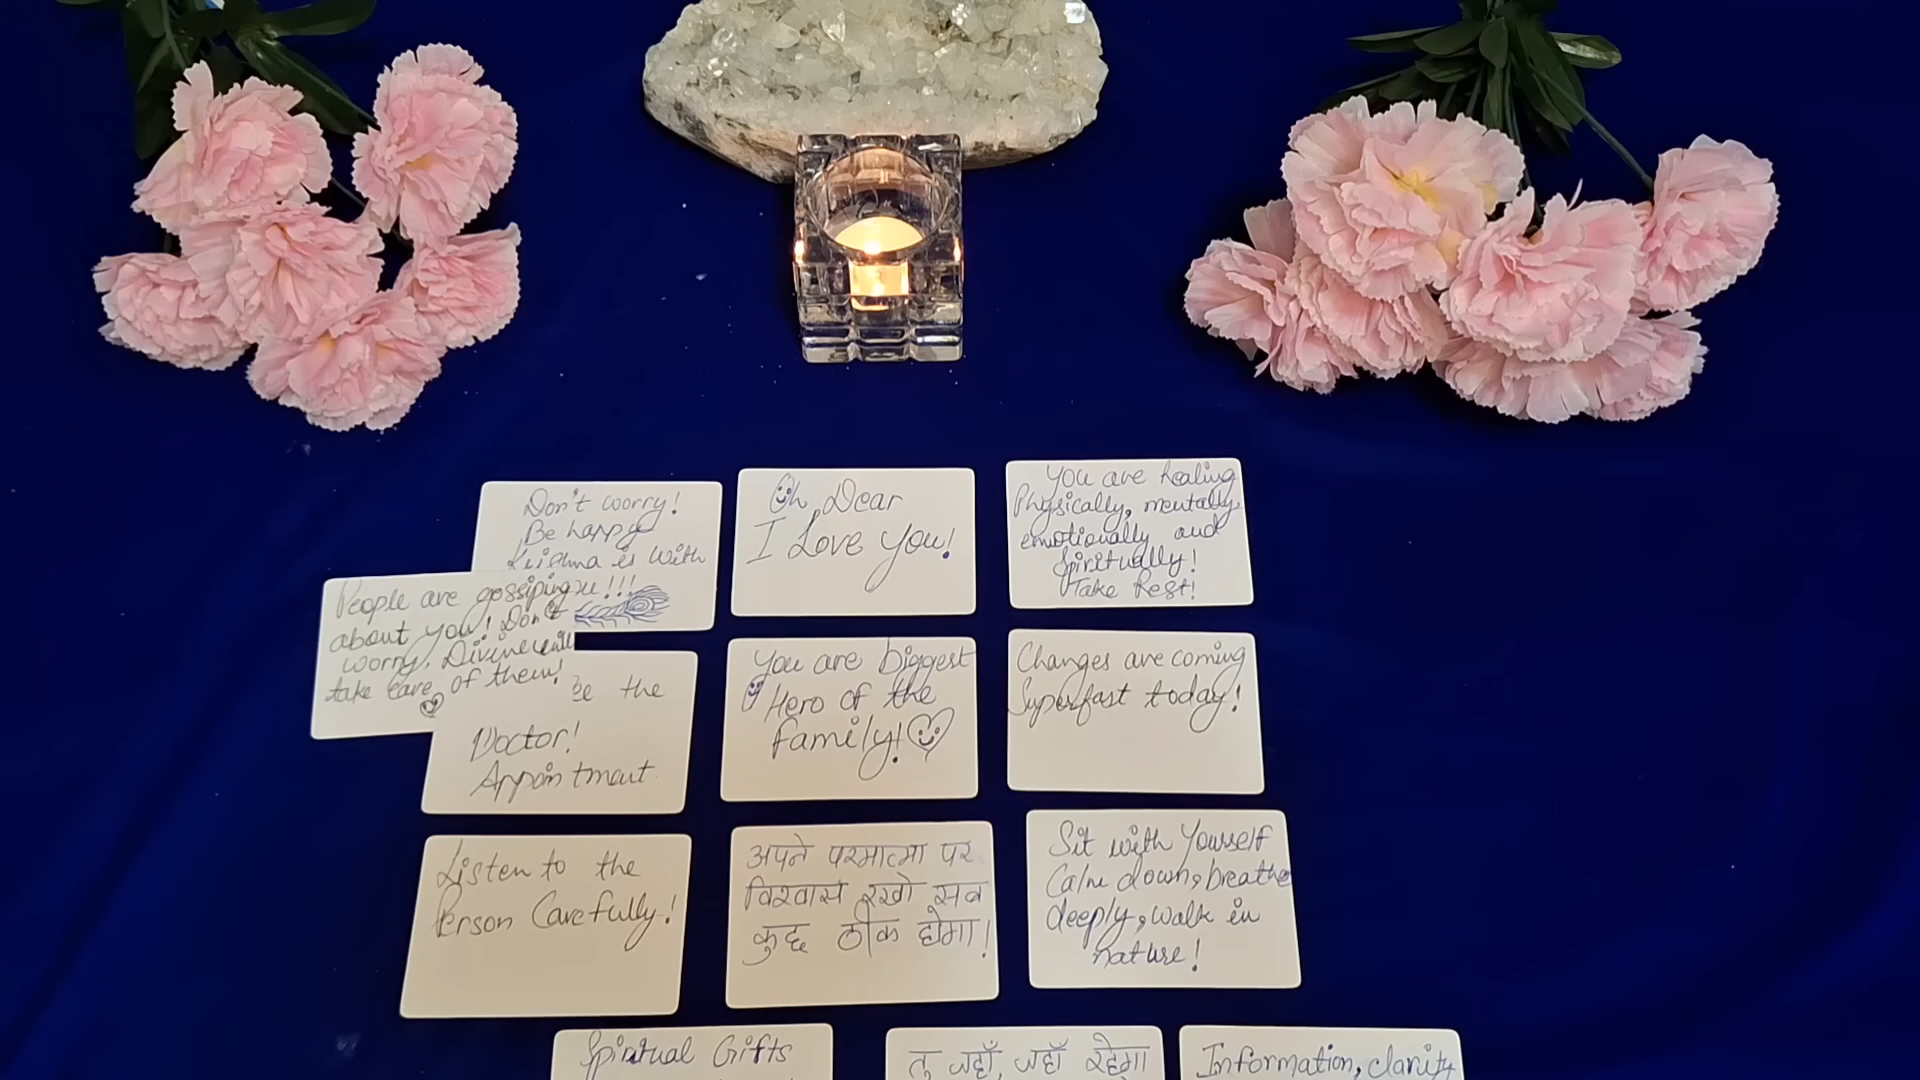 Don't worry!
Be happy
Krishna is with
u!!!
Oh, Dear
I Love you!
You are healing
Physically, mentally,
emotionally and
Spiritually!
Take Rest!
People are gossiping
about you! Don't
worry. Divine will
take care of them!
be the
Doctor!
Appointment
You are biggest
Hero of the
family!
Changes are coming
Superfast today!
Listen to the
Person Carefully!
अपने परमात्मा पर
विश्वास रखो सब
कुछ ठीक होगा!
Sit with Yourself
Calm down, breathe
deeply, walk in
nature!
Spiritual Gifts
तु जहाँ, जहाँ रहेगा
Information, clarity